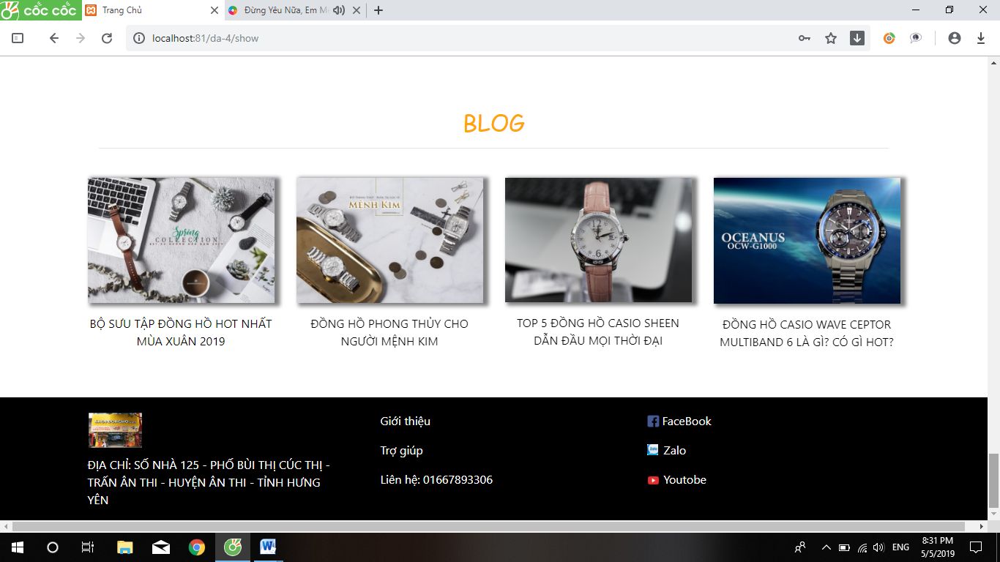 cốc cốc
Trang Chủ
Đừng Yêu Nữa, Em M
localhost:81/da-4/show
BLOG
Spring
COLLECTION
MỆNH KIM
OCEANUS
OCW-G1000
BỘ SƯU TẬP ĐỒNG HỒ HOT NHẤT
MÙA XUÂN 2019
ĐỒNG HỒ PHONG THỦY CHO
NGƯỜI MỆNH KIM
TOP 5 ĐỒNG HỒ CASIO SHEEN
DẪN ĐẦU MỌI THỜI ĐẠI
ĐỒNG HỒ CASIO WAVE CEPTOR
MULTIBAND 6 LÀ GÌ? CÓ GÌ HOT?
ĐỊA CHỈ: SỐ NHÀ 125 - PHỐ BÙI THỊ CÚC THỊ -
TRẤN ÂN THI - HUYỆN ÂN THI - TỈNH HƯNG
YÊN
Giới thiệu
Trợ giúp
Liên hệ: 01667893306
FaceBook
Zalo
Youtobe
ENG
8:31 PM
5/5/2019